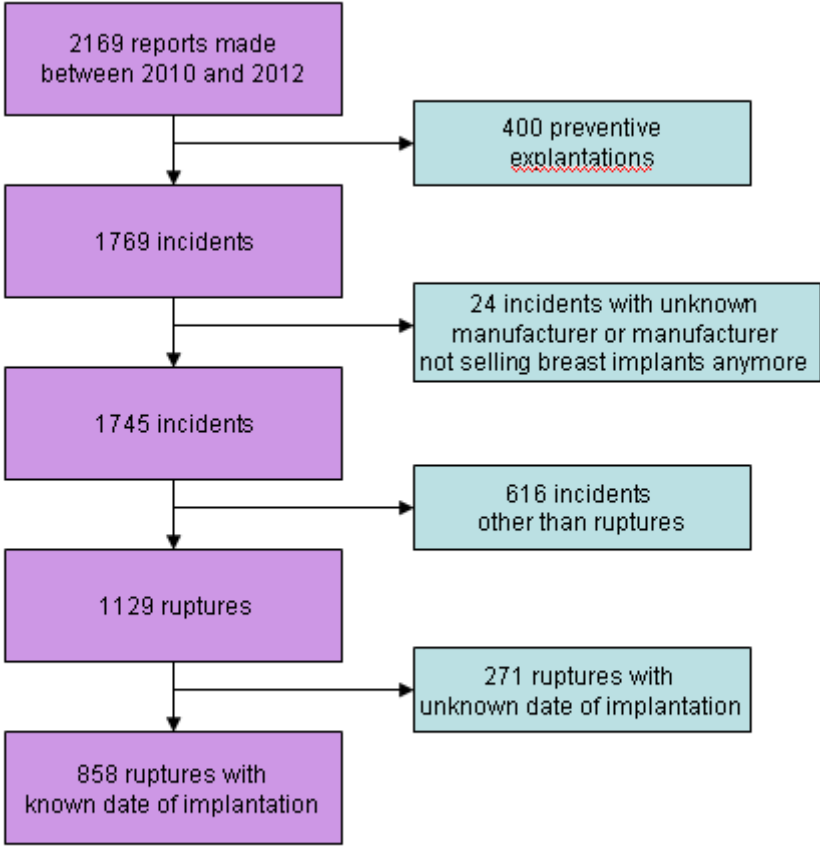 2169 reports made
between 2010 and 2012
400 preventive
explantations
1769 incidents
24 incidents with unknown
manufacturer or manufacturer
not selling breast implants anymore
1745 incidents
616 incidents
other than ruptures
1129 ruptures
271 ruptures with
unknown date of implantation
858 ruptures with
known date of implantation